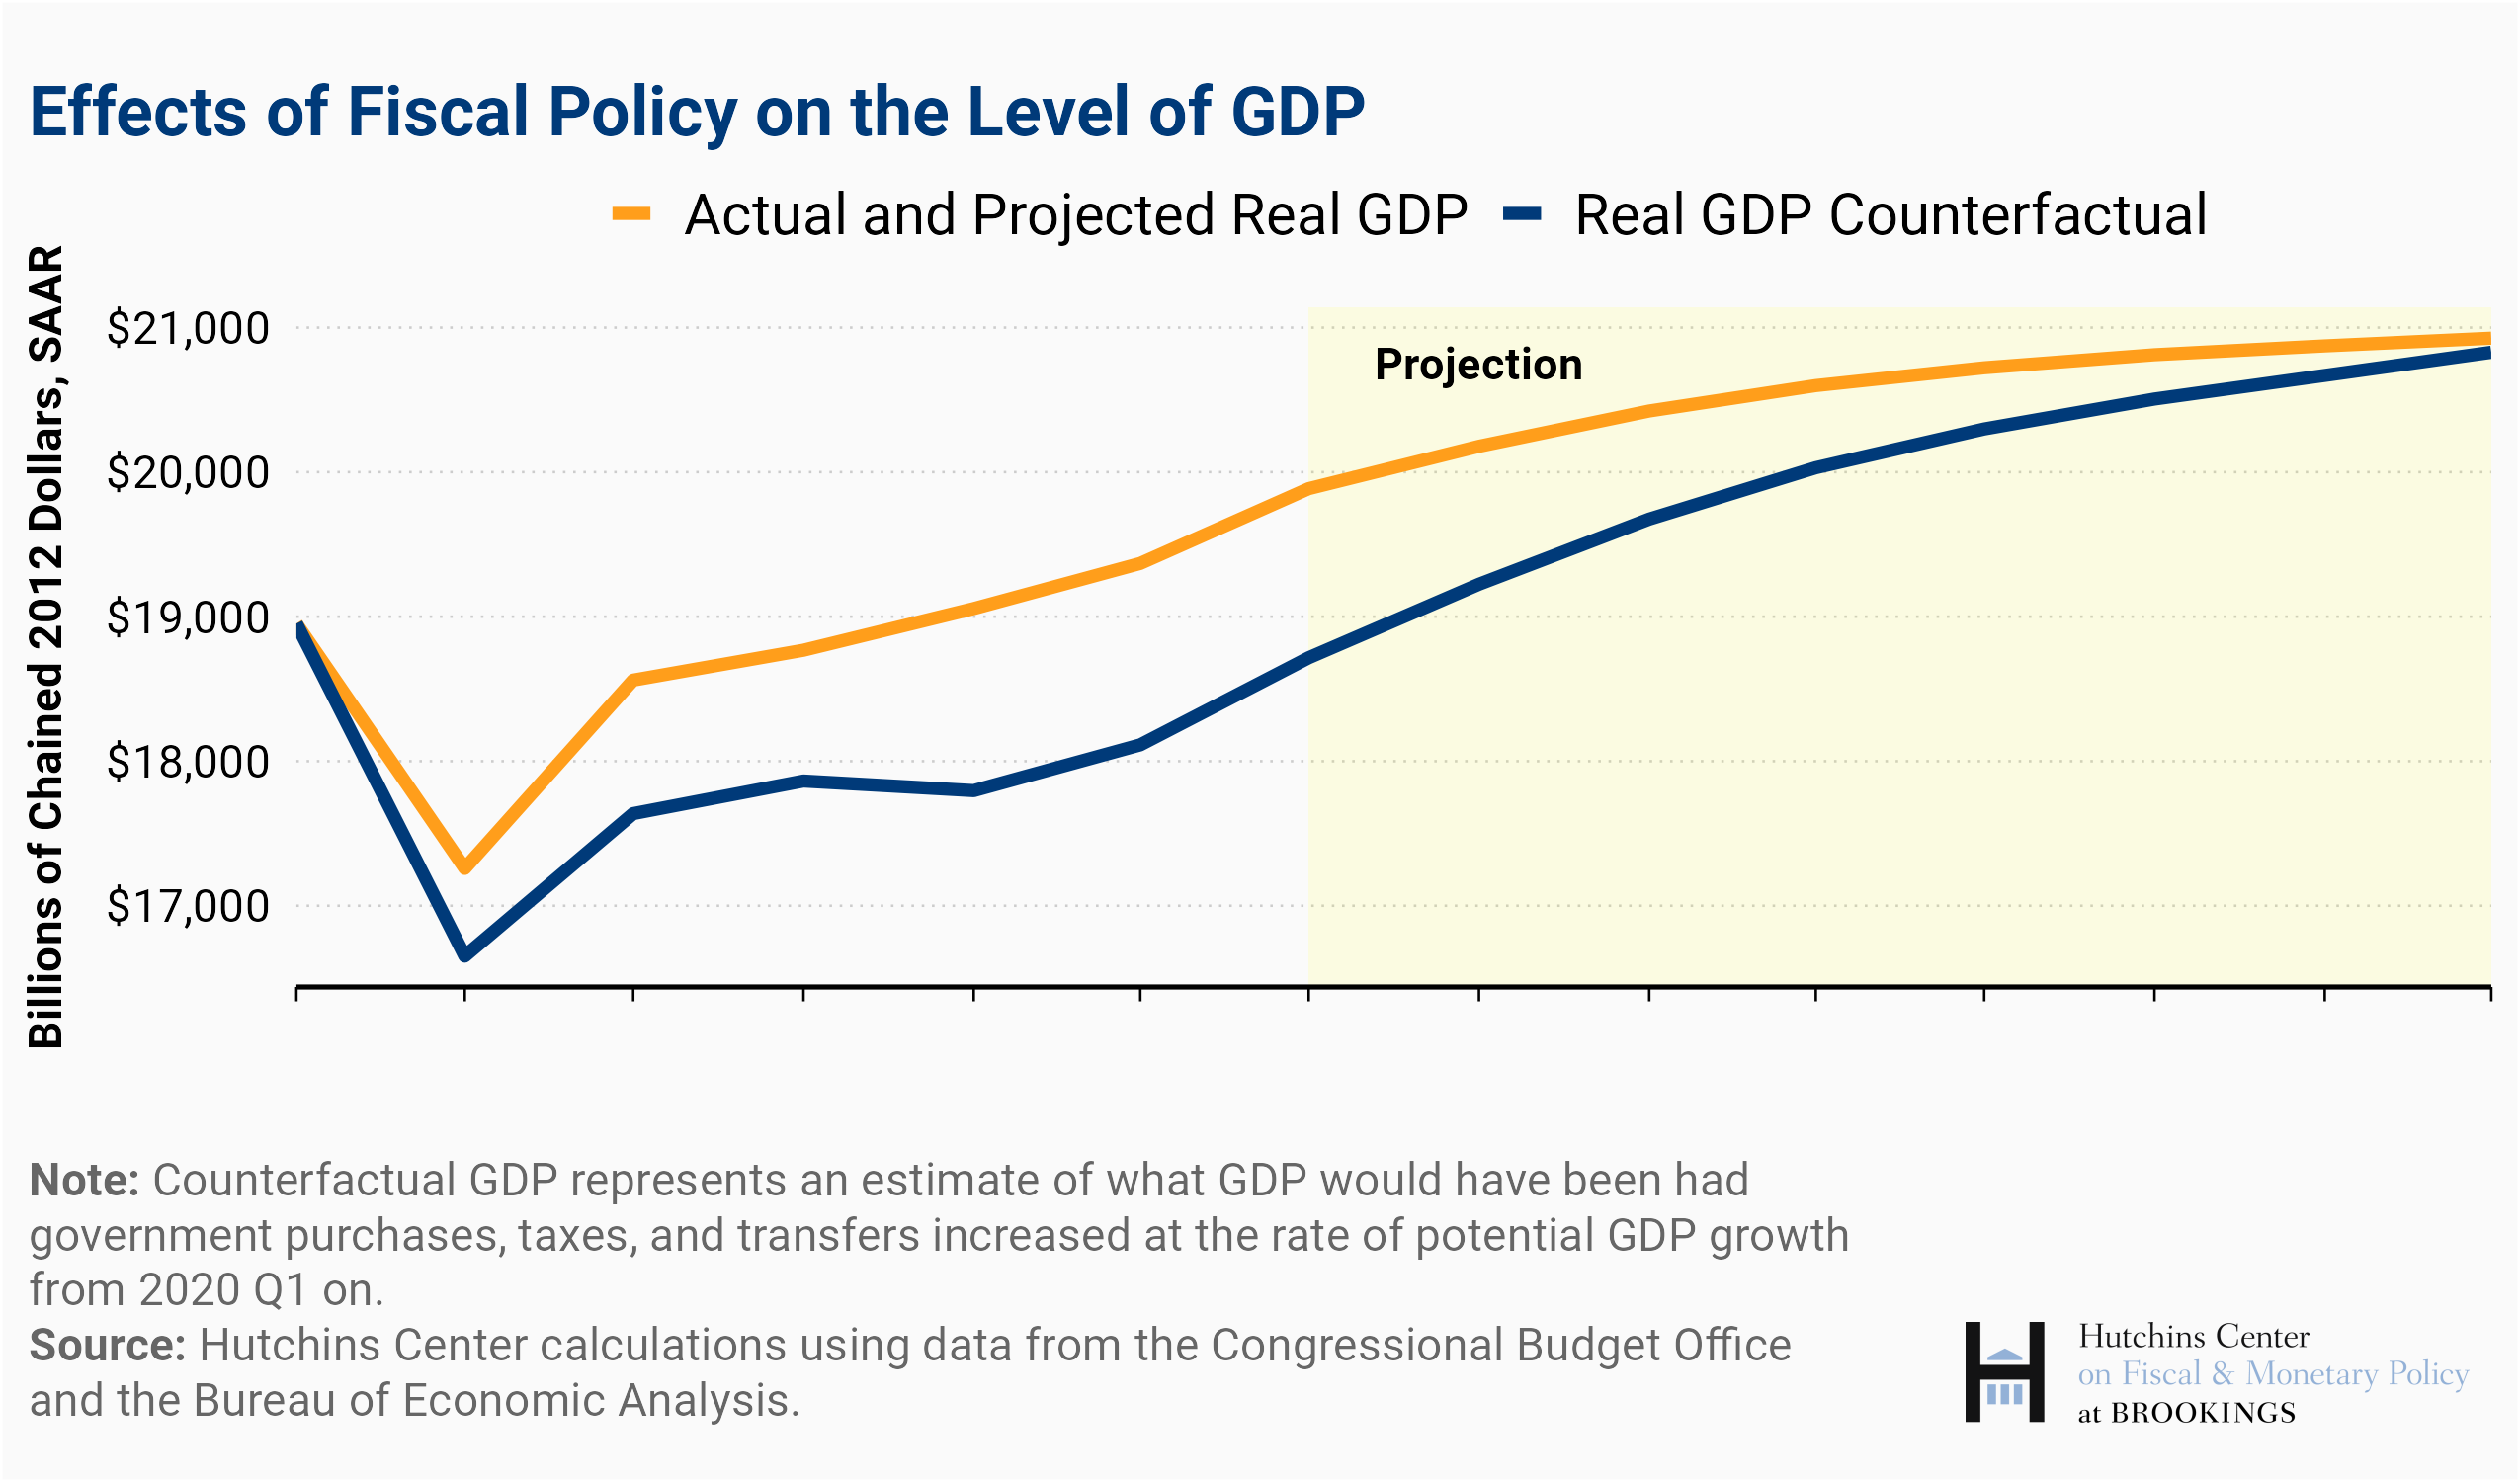 Effects of Fiscal Policy on the Level of GDP
Actual and Projected Real GDP
Real GDP Counterfactual
Billions of Chained 2012 Dollars, SAAR
$21,000
$20,000
$19,000
$18,000
$17,000
Projection
Note: Counterfactual GDP represents an estimate of what GDP would have been had
government purchases, taxes, and transfers increased at the rate of potential GDP growth
from 2020 Q1 on.
Source: Hutchins Center calculations using data from the Congressional Budget Office
and the Bureau of Economic Analysis.
Hutchins Center
on Fiscal & Monetary Policy
at BROOKINGS